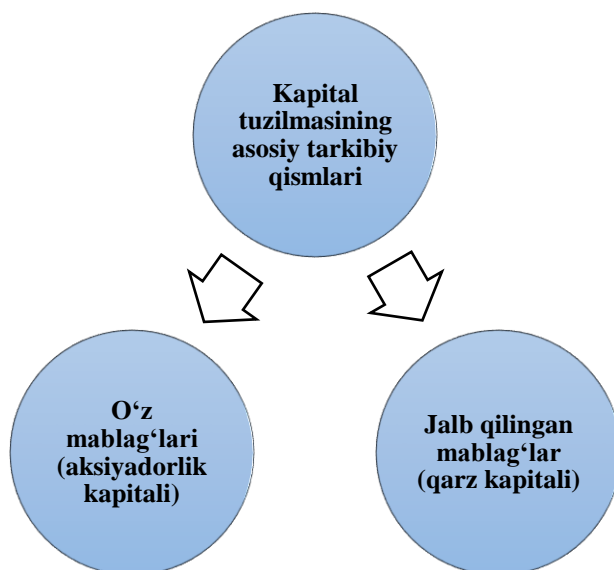 Kapital
tuzilmasining
asosiy tarkibiy
qismlari
O‘z
mablag‘lari
(aksiyadorlik
kapitali)
Jalb qilingan
mablag‘lar
(qarz kapitali)